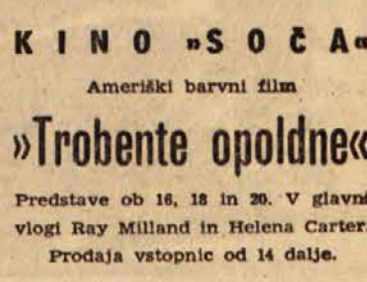 KINO »SOČA«
Ameriški barvni film
»Trobente opoldne«
Predstave ob 16, 18 in 20. V glavni
vlogi Ray Milland in Helena Carter.
Prodaja vstopnic od 14 dalje.